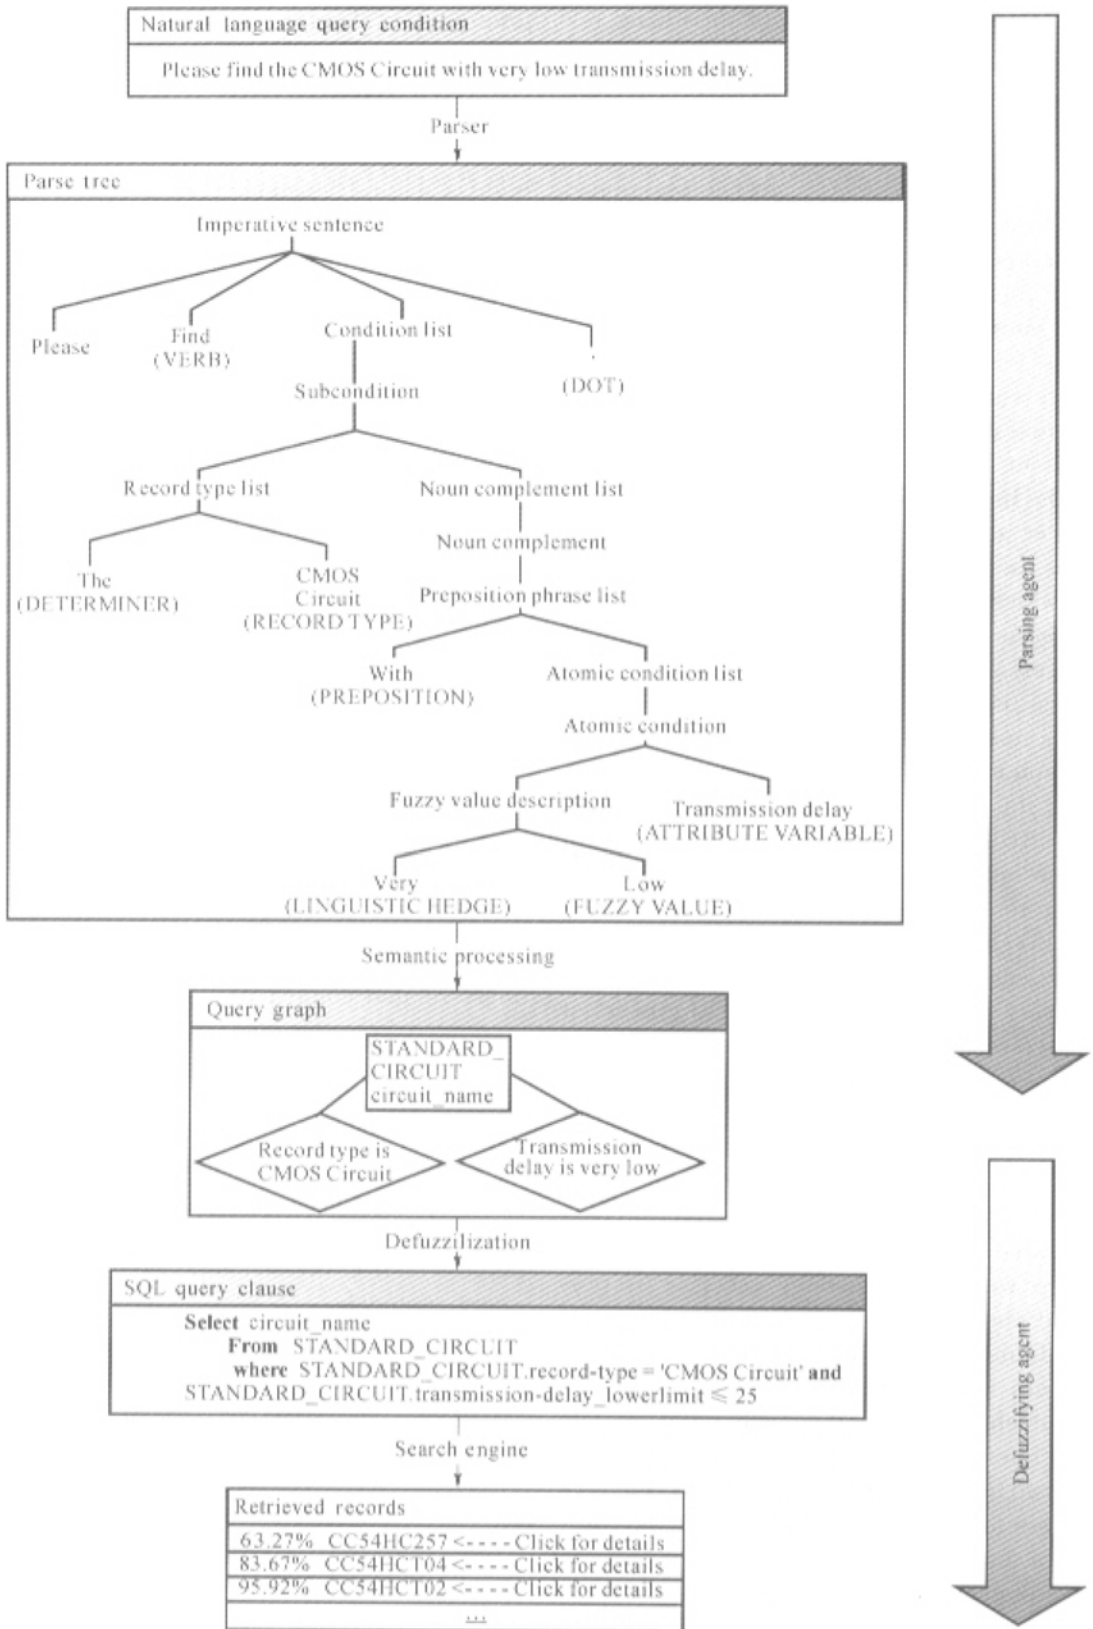 Natural language query condition
Please find the CMOS Circuit with very low transmission delay.
Parser
Parse tree
Imperative sentence
Please
Find
(VERB)
Condition list
.
(DOT)
Subcondition
Record type list
Noun complement list
Noun complement
The
(DETERMINER)
CMOS
Circuit
(RECORD TYPE)
Preposition phrase list
With
(PREPOSITION)
Atomic condition list
Atomic condition
Fuzzy value description
Transmission delay
(ATTRIBUTE VARIABLE)
Very
(LINGUISTIC HEDGE)
Low
(FUZZY VALUE)
Semantic processing
Query graph
STANDARD_
CIRCUIT
circuit_name
Record type is
CMOS Circuit
Transmission
delay is very low
Defuzzilization
SQL query clause
Select circuit_name
From STANDARD_CIRCUIT
where STANDARD_CIRCUIT.record-type = 'CMOS Circuit' and
STANDARD_CIRCUIT.transmission-delay_lowerlimit ⩽ 25
Search engine
Retrieved records
63.27% CC54HC257 <---- Click for details
83.67% CC54HCT04 <---- Click for details
95.92% CC54HCT02 <---- Click for details
...
Parsing agent
Defuzzifying agent